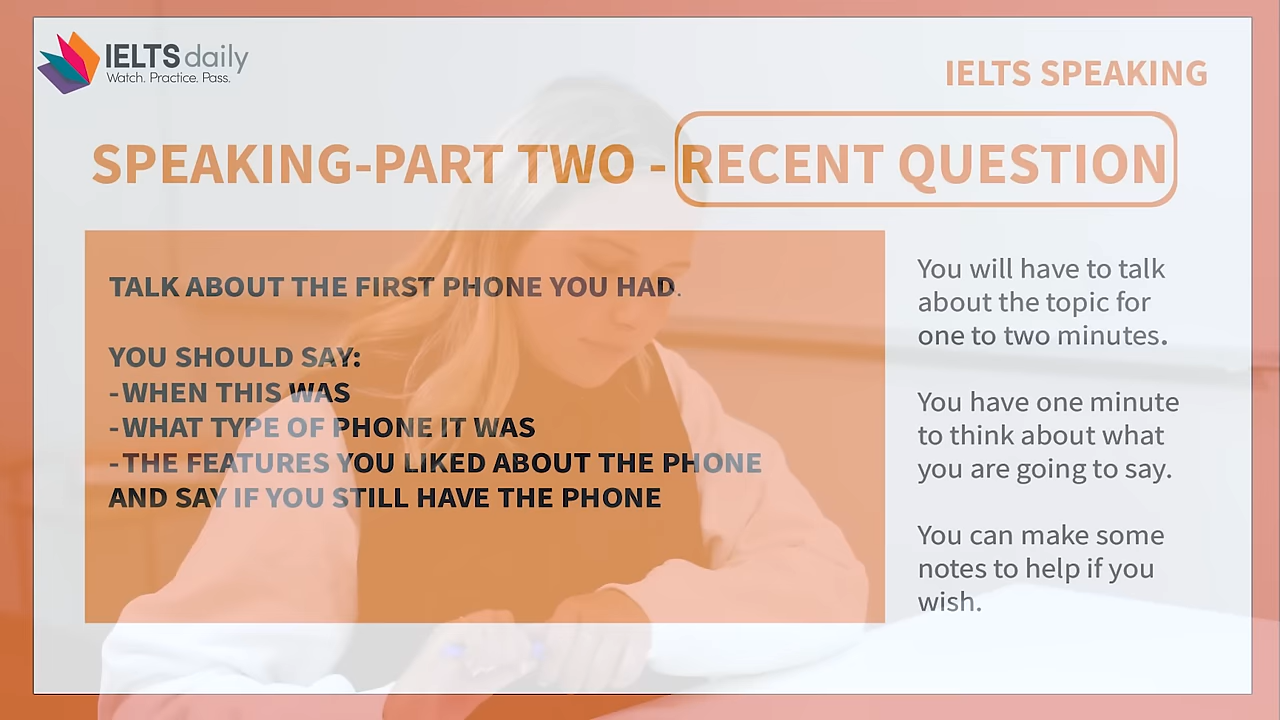 IELTS daily
Watch. Practice. Pass.
IELTS SPEAKING
SPEAKING-PART TWO - RECENT QUESTION
TALK ABOUT THE FIRST PHONE YOU HAD.
YOU SHOULD SAY:
-WHEN THIS WAS
-WHAT TYPE OF PHONE IT WAS
-THE FEATURES YOU LIKED ABOUT THE PHONE
AND SAY IF YOU STILL HAVE THE PHONE
You will have to talk
about the topic for
one to two minutes.
You have one minute
to think about what
you are going to say.
You can make some
notes to help if you
wish.